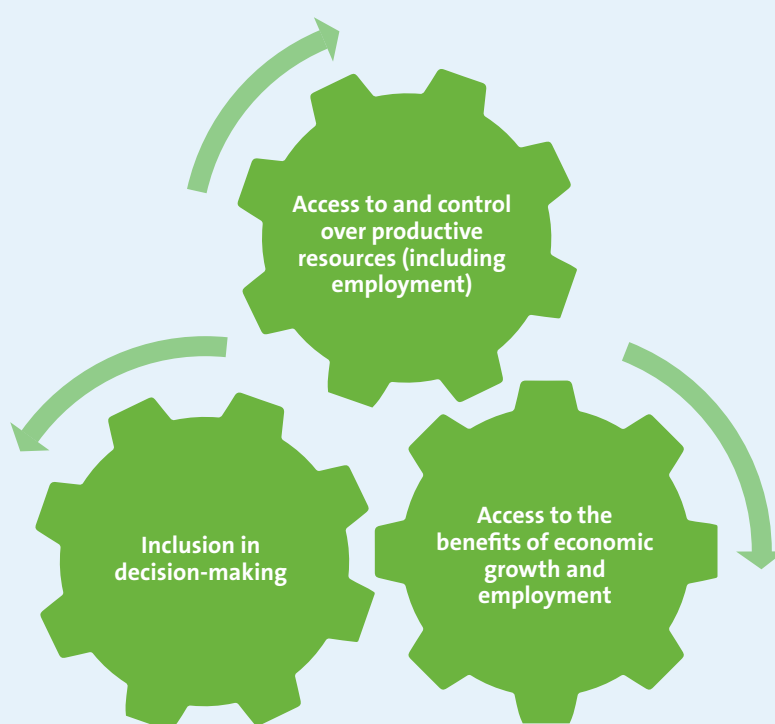 Access to and control
over productive
resources (including
employment)
Inclusion in
decision-making
Access to the
benefits of economic
growth and
employment